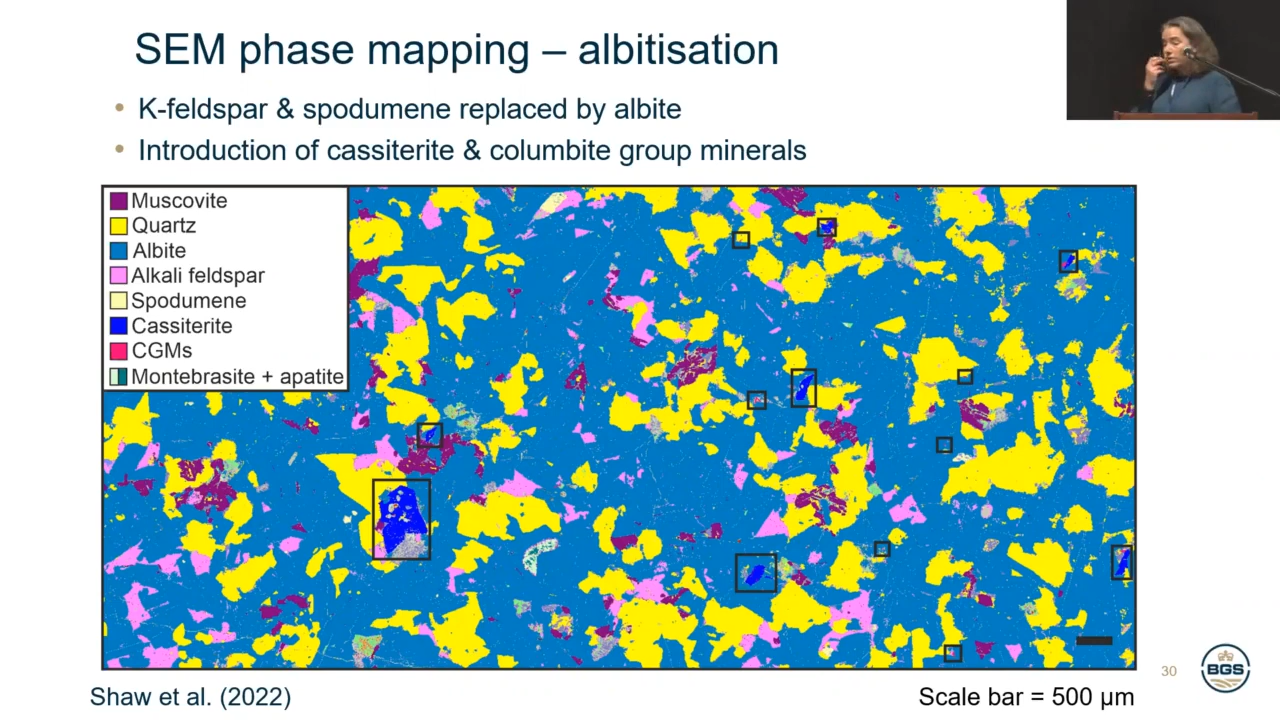 SEM phase mapping – albitisation
• K-feldspar & spodumene replaced by albite
• Introduction of cassiterite & columbite group minerals
Muscovite
Quartz
Albite
Alkali feldspar
Spodumene
Cassiterite
CGMs
Montebrasite + apatite
30
BGS
Shaw et al. (2022)
Scale bar = 500 µm